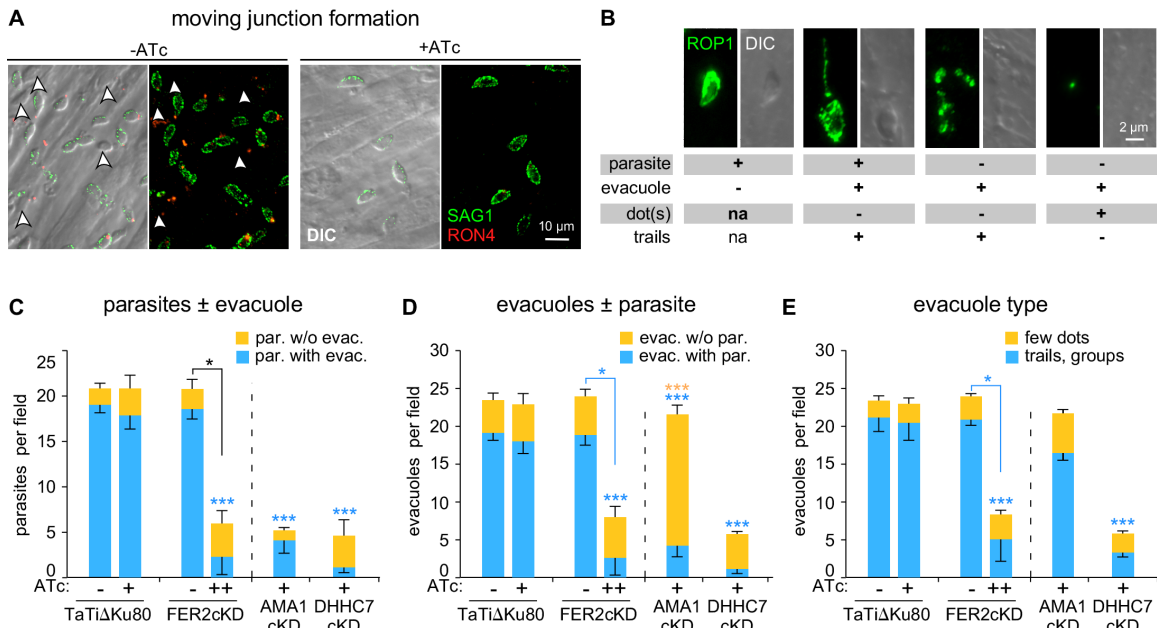 A
moving junction formation
-ATc
+ATc
DIC
SAG1
RON4
10 µm
B
ROP1
DIC
2 µm
parasite + + - -
evacuole - + + +
dot(s) na - - +
trails na + + -
C
parasites ± evacuole
par. w/o evac.
par. with evac.
*
parasites per field
25
20
15
10
5
0
***
***
***
ATc: - + - ++ + +
TaTiΔKu80 FER2cKD AMA1 cKD DHHC7 cKD
D
evacuoles ± parasite
evac. w/o par.
evac. with par.
evacuoles per field
30
25
20
15
10
5
0
*
***
***
***
***
ATc: - + - ++ + +
TaTiΔKu80 FER2cKD AMA1 cKD DHHC7 cKD
E
evacuole type
few dots
trails, groups
evacuoles per field
30
25
20
15
10
5
0
*
***
***
ATc: - + - ++ + +
TaTiΔKu80 FER2cKD AMA1 cKD DHHC7 cKD